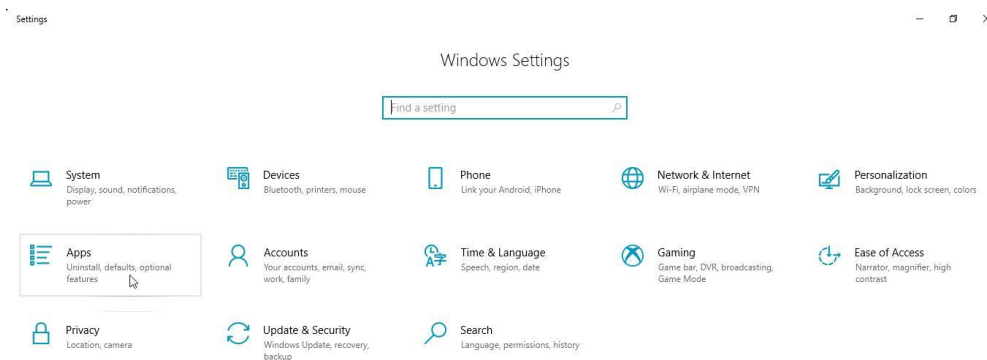 Settings
Windows Settings
Find a setting
System
Display, sound, notifications,
power
Devices
Bluetooth, printers, mouse
Phone
Link your Android, iPhone
Network & Internet
Wi-Fi, airplane mode, VPN
Personalization
Background, lock screen, colors
Apps
Uninstall, defaults, optional
features
Accounts
Your accounts, email, sync,
work, family
Time & Language
Speech, region, date
Gaming
Game bar, DVR, broadcasting,
Game Mode
Ease of Access
Narrator, magnifier, high
contrast
Privacy
Location, camera
Update & Security
Windows Update, recovery,
backup
Search
Language, permissions, history